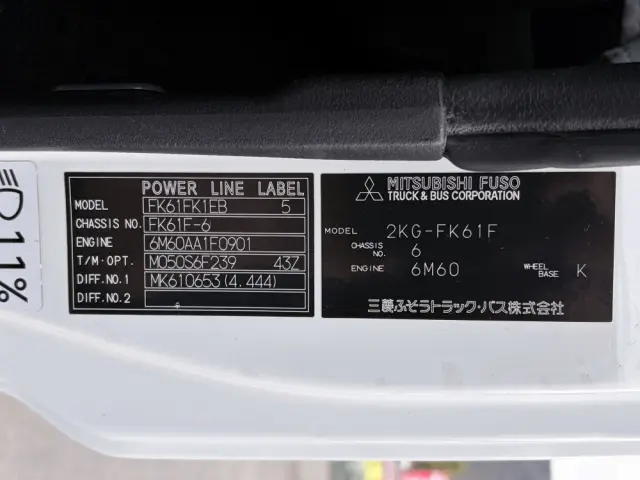 11%
POWER LINE LABEL
MODEL FK61FK1EB 5
CHASSIS NO. FK61F-6
ENGINE 6M60AA1F0901
T/M·OPT. M050S6F239 43Z
DIFF.NO.1 MK610653(4.444)
DIFF.NO.2 -
MITSUBISHI FUSO
TRUCK & BUS CORPORATION
MODEL 2KG-FK61F
CHASSIS NO. 6
ENGINE 6M60 WHEEL BASE K
三菱ふそうトラック・バス株式会社